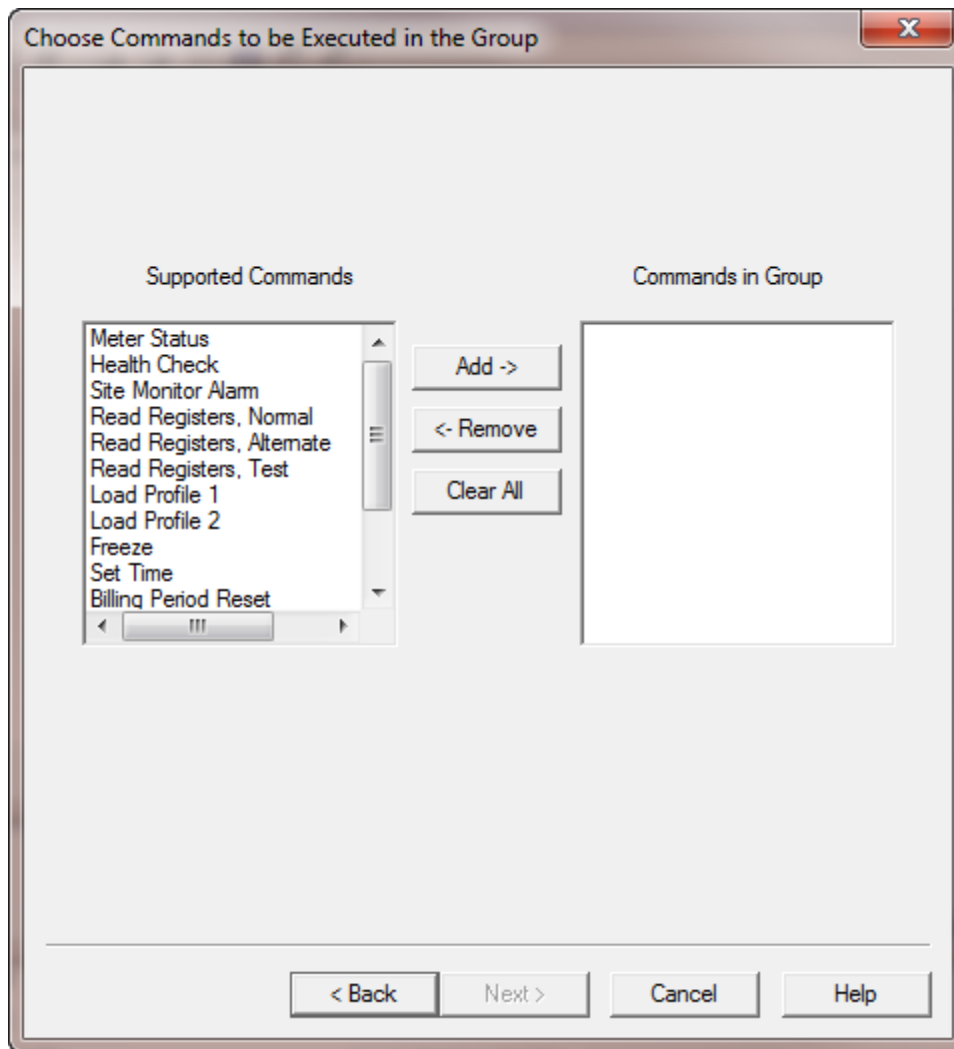 Choose Commands to be Executed in the Group
Supported Commands
Commands in Group
Meter Status
Health Check
Site Monitor Alarm
Read Registers, Normal
Read Registers, Alternate
Read Registers, Test
Load Profile 1
Load Profile 2
Freeze
Set Time
Billing Period Reset
Add ->
<- Remove
Clear All
< Back
Next >
Cancel
Help